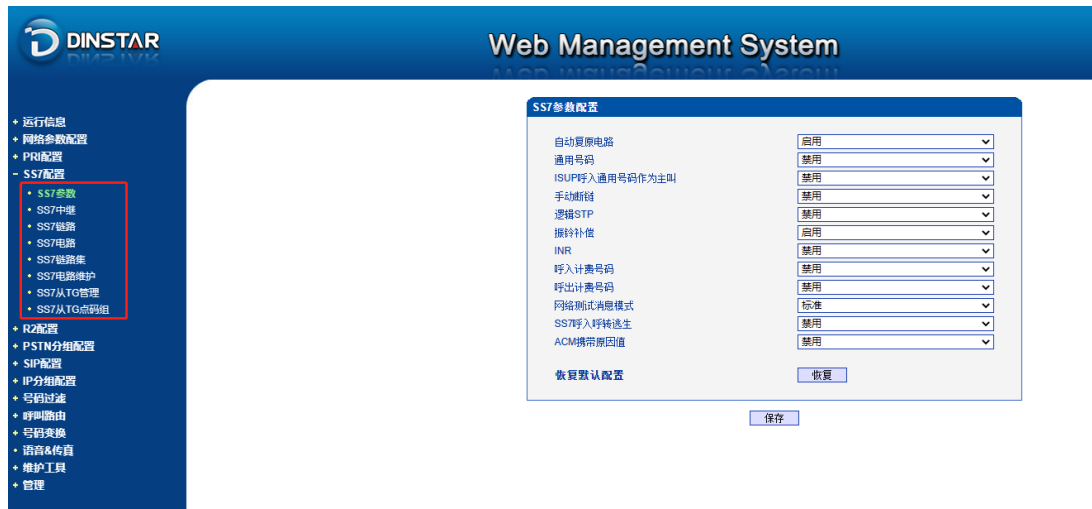 DINSTAR
Web Management System
+ 运行信息
+ 网络参数配置
+ PRI配置
- SS7配置
• SS7参数
• SS7中继
• SS7链路
• SS7电路
• SS7链路集
• SS7电路维护
• SS7从TG管理
• SS7从TG点码组
+ R2配置
+ PSTN分组配置
+ SIP配置
+ IP分组配置
+ 号码过滤
+ 呼叫路由
+ 号码变换
• 语音&传真
+ 维护工具
+ 管理
SS7参数配置
自动复原电路 启用
通用号码 禁用
ISUP呼入通用号码作为主叫 禁用
手动断链 禁用
逻辑STP 禁用
振铃补偿 启用
INR 禁用
呼入计费号码 禁用
呼出计费号码 禁用
网络测试消息模式 标准
SS7呼入呼转逃生 禁用
ACM携带原因值 禁用
恢复默认配置 恢复
保存